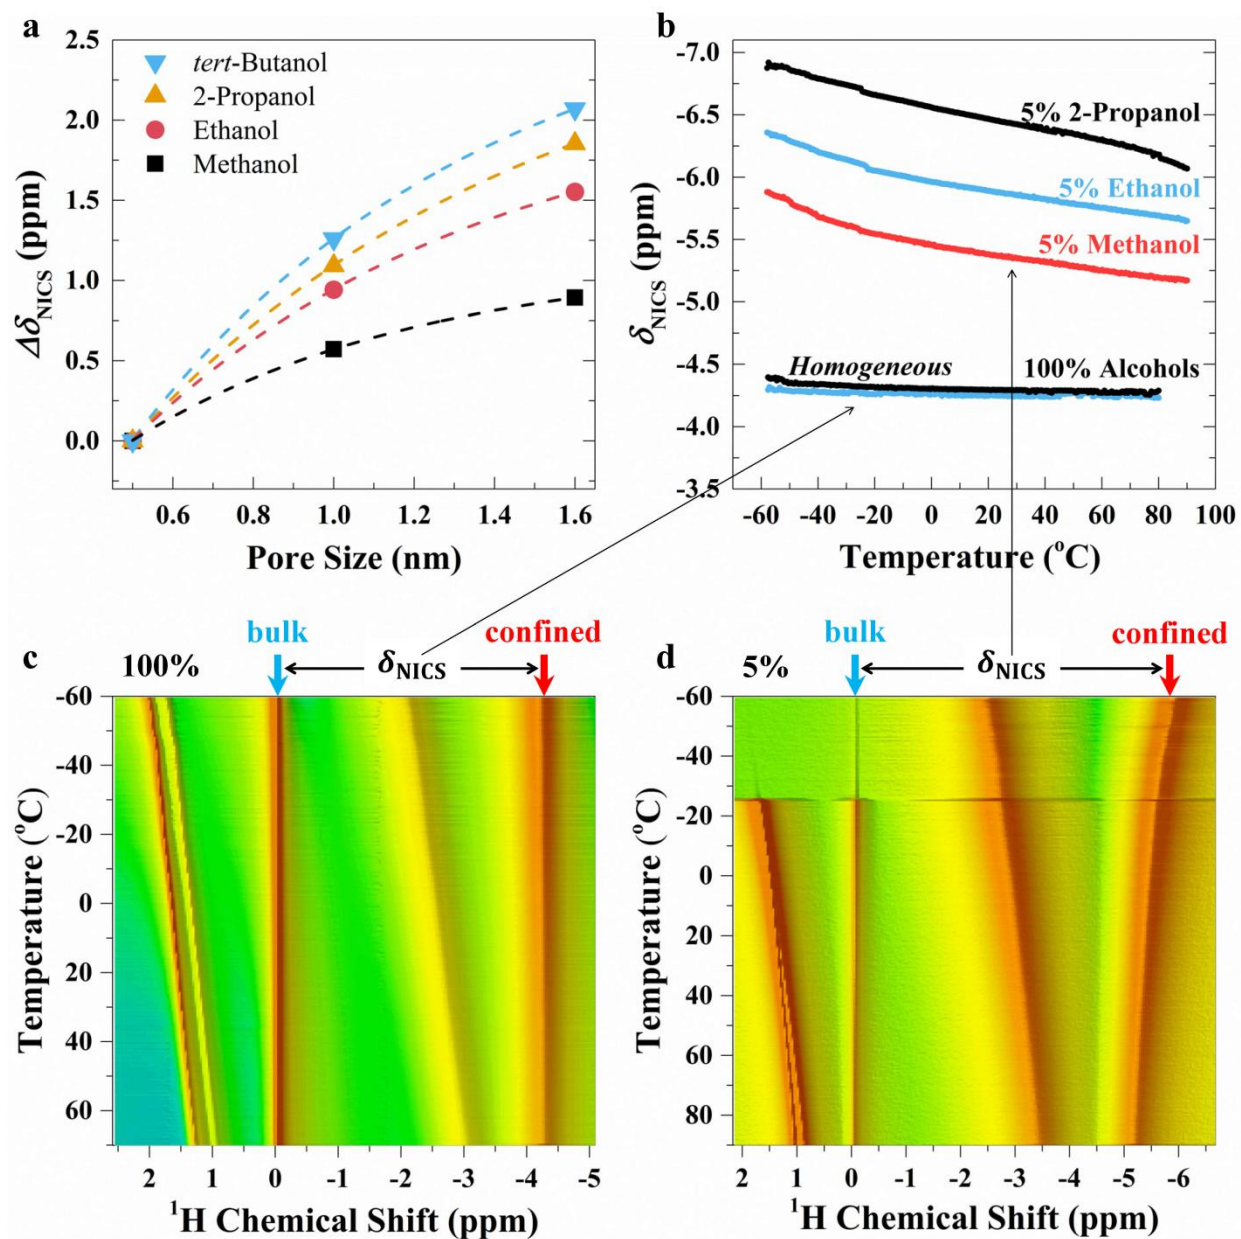 a
2.5
2.0
1.5
1.0
0.5
0.0
Δδ_NICS (ppm)
tert-Butanol
2-Propanol
Ethanol
Methanol
0.6 0.8 1.0 1.2 1.4 1.6
Pore Size (nm)
b
-7.0
-6.5
-6.0
-5.5
-5.0
-4.5
-4.0
-3.5
δ_NICS (ppm)
5% 2-Propanol
5% Ethanol
5% Methanol
Homogeneous 100% Alcohols
-60 -40 -20 0 20 40 60 80 100
Temperature (°C)
bulk confined
c 100% δ_NICS
-60
-40
-20
0
20
40
60
Temperature (°C)
2 1 0 -1 -2 -3 -4 -5
¹H Chemical Shift (ppm)
bulk confined
d 5% δ_NICS
-60
-40
-20
0
20
40
60
80
Temperature (°C)
2 1 0 -1 -2 -3 -4 -5 -6
¹H Chemical Shift (ppm)